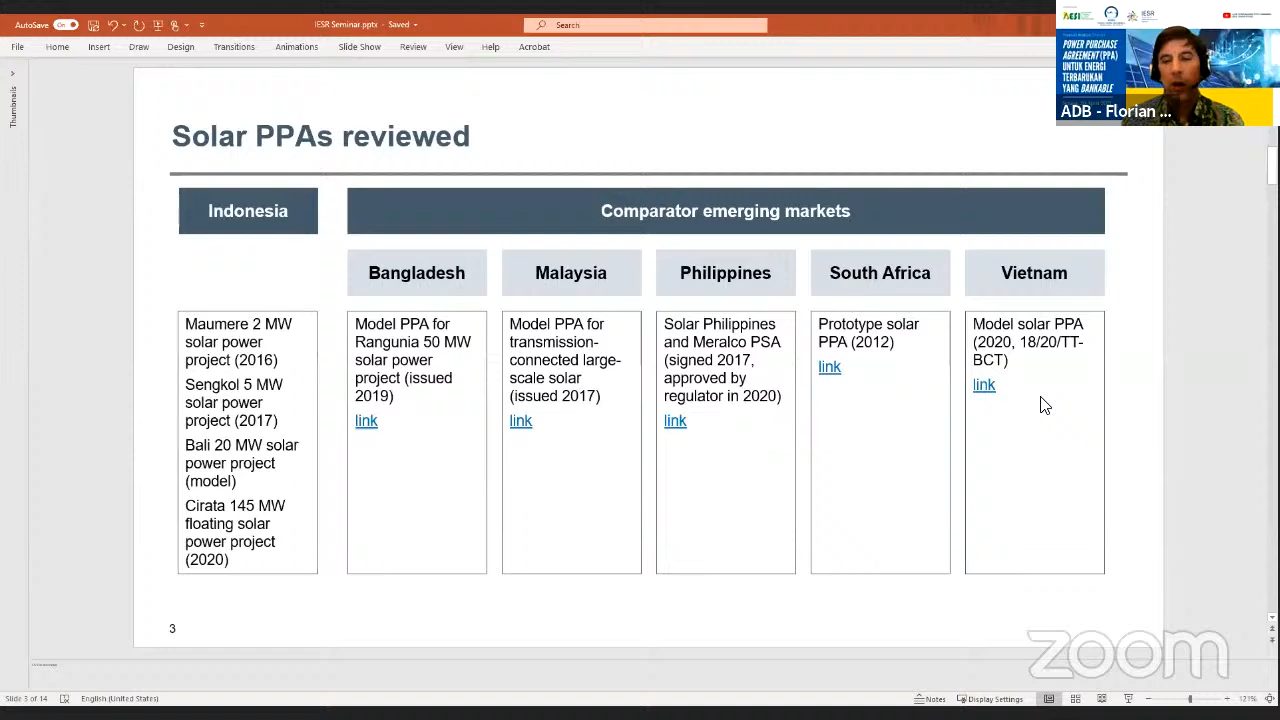 AutoSave On
IESR Seminar.pptx - Saved
Search
File Home Insert Draw Design Transitions Animations Slide Show Review View Help Acrobat
Thumbnails
AESI
IESR
POWER PURCHASE
AGREEMENT (PPA)
UNTUK ENERGI
TERBARUKAN
YANG BANKABLE
ADB - Florian ...
Solar PPAs reviewed
Indonesia
Comparator emerging markets
Bangladesh
Malaysia
Philippines
South Africa
Vietnam
Maumere 2 MW
solar power
project (2016)
Sengkol 5 MW
solar power
project (2017)
Bali 20 MW solar
power project
(model)
Cirata 145 MW
floating solar
power project
(2020)
Model PPA for
Rangunia 50 MW
solar power
project (issued
2019)
link
Model PPA for
transmission-
connected large-
scale solar
(issued 2017)
link
Solar Philippines
and Meralco PSA
(signed 2017,
approved by
regulator in 2020)
link
Prototype solar
PPA (2012)
link
Model solar PPA
(2020, 18/20/TT-
BCT)
link
3
zoom
Slide 3 of 14 English (United States)
Notes Display Settings 121%